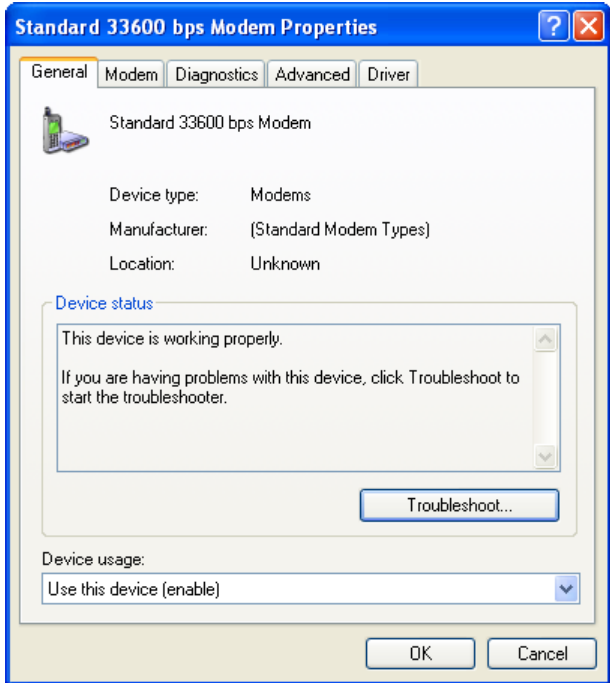 Standard 33600 bps Modem Properties
General Modem Diagnostics Advanced Driver
Standard 33600 bps Modem
Device type: Modems
Manufacturer: (Standard Modem Types)
Location: Unknown
Device status
This device is working properly.
If you are having problems with this device, click Troubleshoot to
start the troubleshooter.
Troubleshoot...
Device usage:
Use this device (enable)
OK Cancel